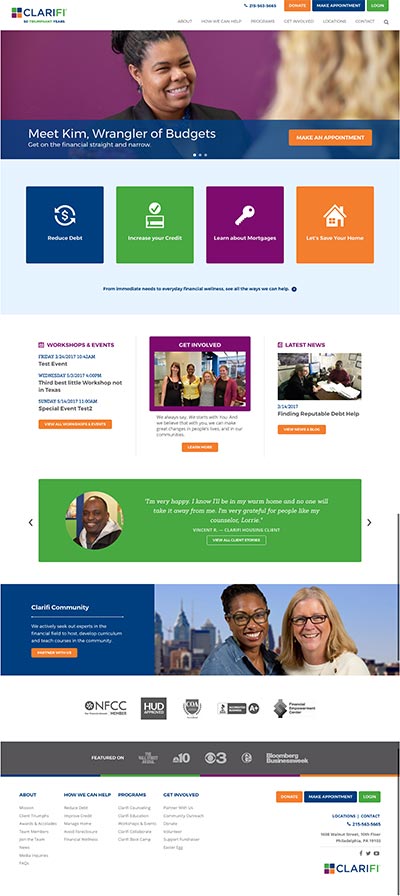 CLARIFI
50 TRIUMPHANT YEARS
215-563-5665
DONATE
MAKE APPOINTMENT
LOGIN
ABOUT
HOW WE CAN HELP
PROGRAMS
GET INVOLVED
LOCATIONS
CONTACT
Meet Kim, Wrangler of Budgets
Get on the financial straight and narrow.
MAKE AN APPOINTMENT
Reduce Debt
Increase your Credit
Learn about Mortgages
Let's Save Your Home
From immediate needs to everyday financial wellness, see all the ways we can help.
WORKSHOPS & EVENTS
FRIDAY 2/24/2017 10:42AM
Test Event
WEDNESDAY 5/3/2017 4:00PM
Third best little Workshop not
in Texas
SUNDAY 5/14/2017 11:00AM
Special Event Test2
VIEW ALL WORKSHOPS & EVENTS
GET INVOLVED
We always say, We starts with You. And
we believe that with you, we can make
great changes in people's lives, and in our
communities.
LEARN MORE
LATEST NEWS
2/14/2017
Finding Reputable Debt Help
VIEW NEWS & BLOG
"I'm very happy. I know I'll be in my warm home and no one will
take it away from me. I'm very grateful for people like my
counselor, Lorrie."
VINCENT R. — CLARIFI HOUSING CLIENT
VIEW ALL CLIENT STORIES
Clarifi Community
We actively seek out experts in the
financial field to host, develop curriculum
and teach courses in the community.
PARTNER WITH US
NFCC
MEMBER
HUD
APPROVED
COA
ACCREDITED
BUSINESS
A+
Financial
Empowerment
Center
FEATURED ON
THE
WALL STREET
JOURNAL
10
3
6
Bloomberg
Businessweek
ABOUT
Mission
Client Triumphs
Awards & Accolades
Team Members
Join the Team
News
Media Inquiries
FAQs
HOW WE CAN HELP
Reduce Debt
Improve Credit
Manage Home
Avoid Foreclosure
Financial Wellness
PROGRAMS
Clarifi Counseling
Clarifi Education
Workshops & Events
Clarifi Collaborate
Clarifi Boot Camp
GET INVOLVED
Partner With Us
Community Outreach
Donate
Volunteer
Support Fundraiser
Easter Egg
DONATE
MAKE APPOINTMENT
LOGIN
LOCATIONS | CONTACT
215-563-5665
1608 Walnut Street, 10th Floor
Philadelphia, PA 19103
CLARIFI